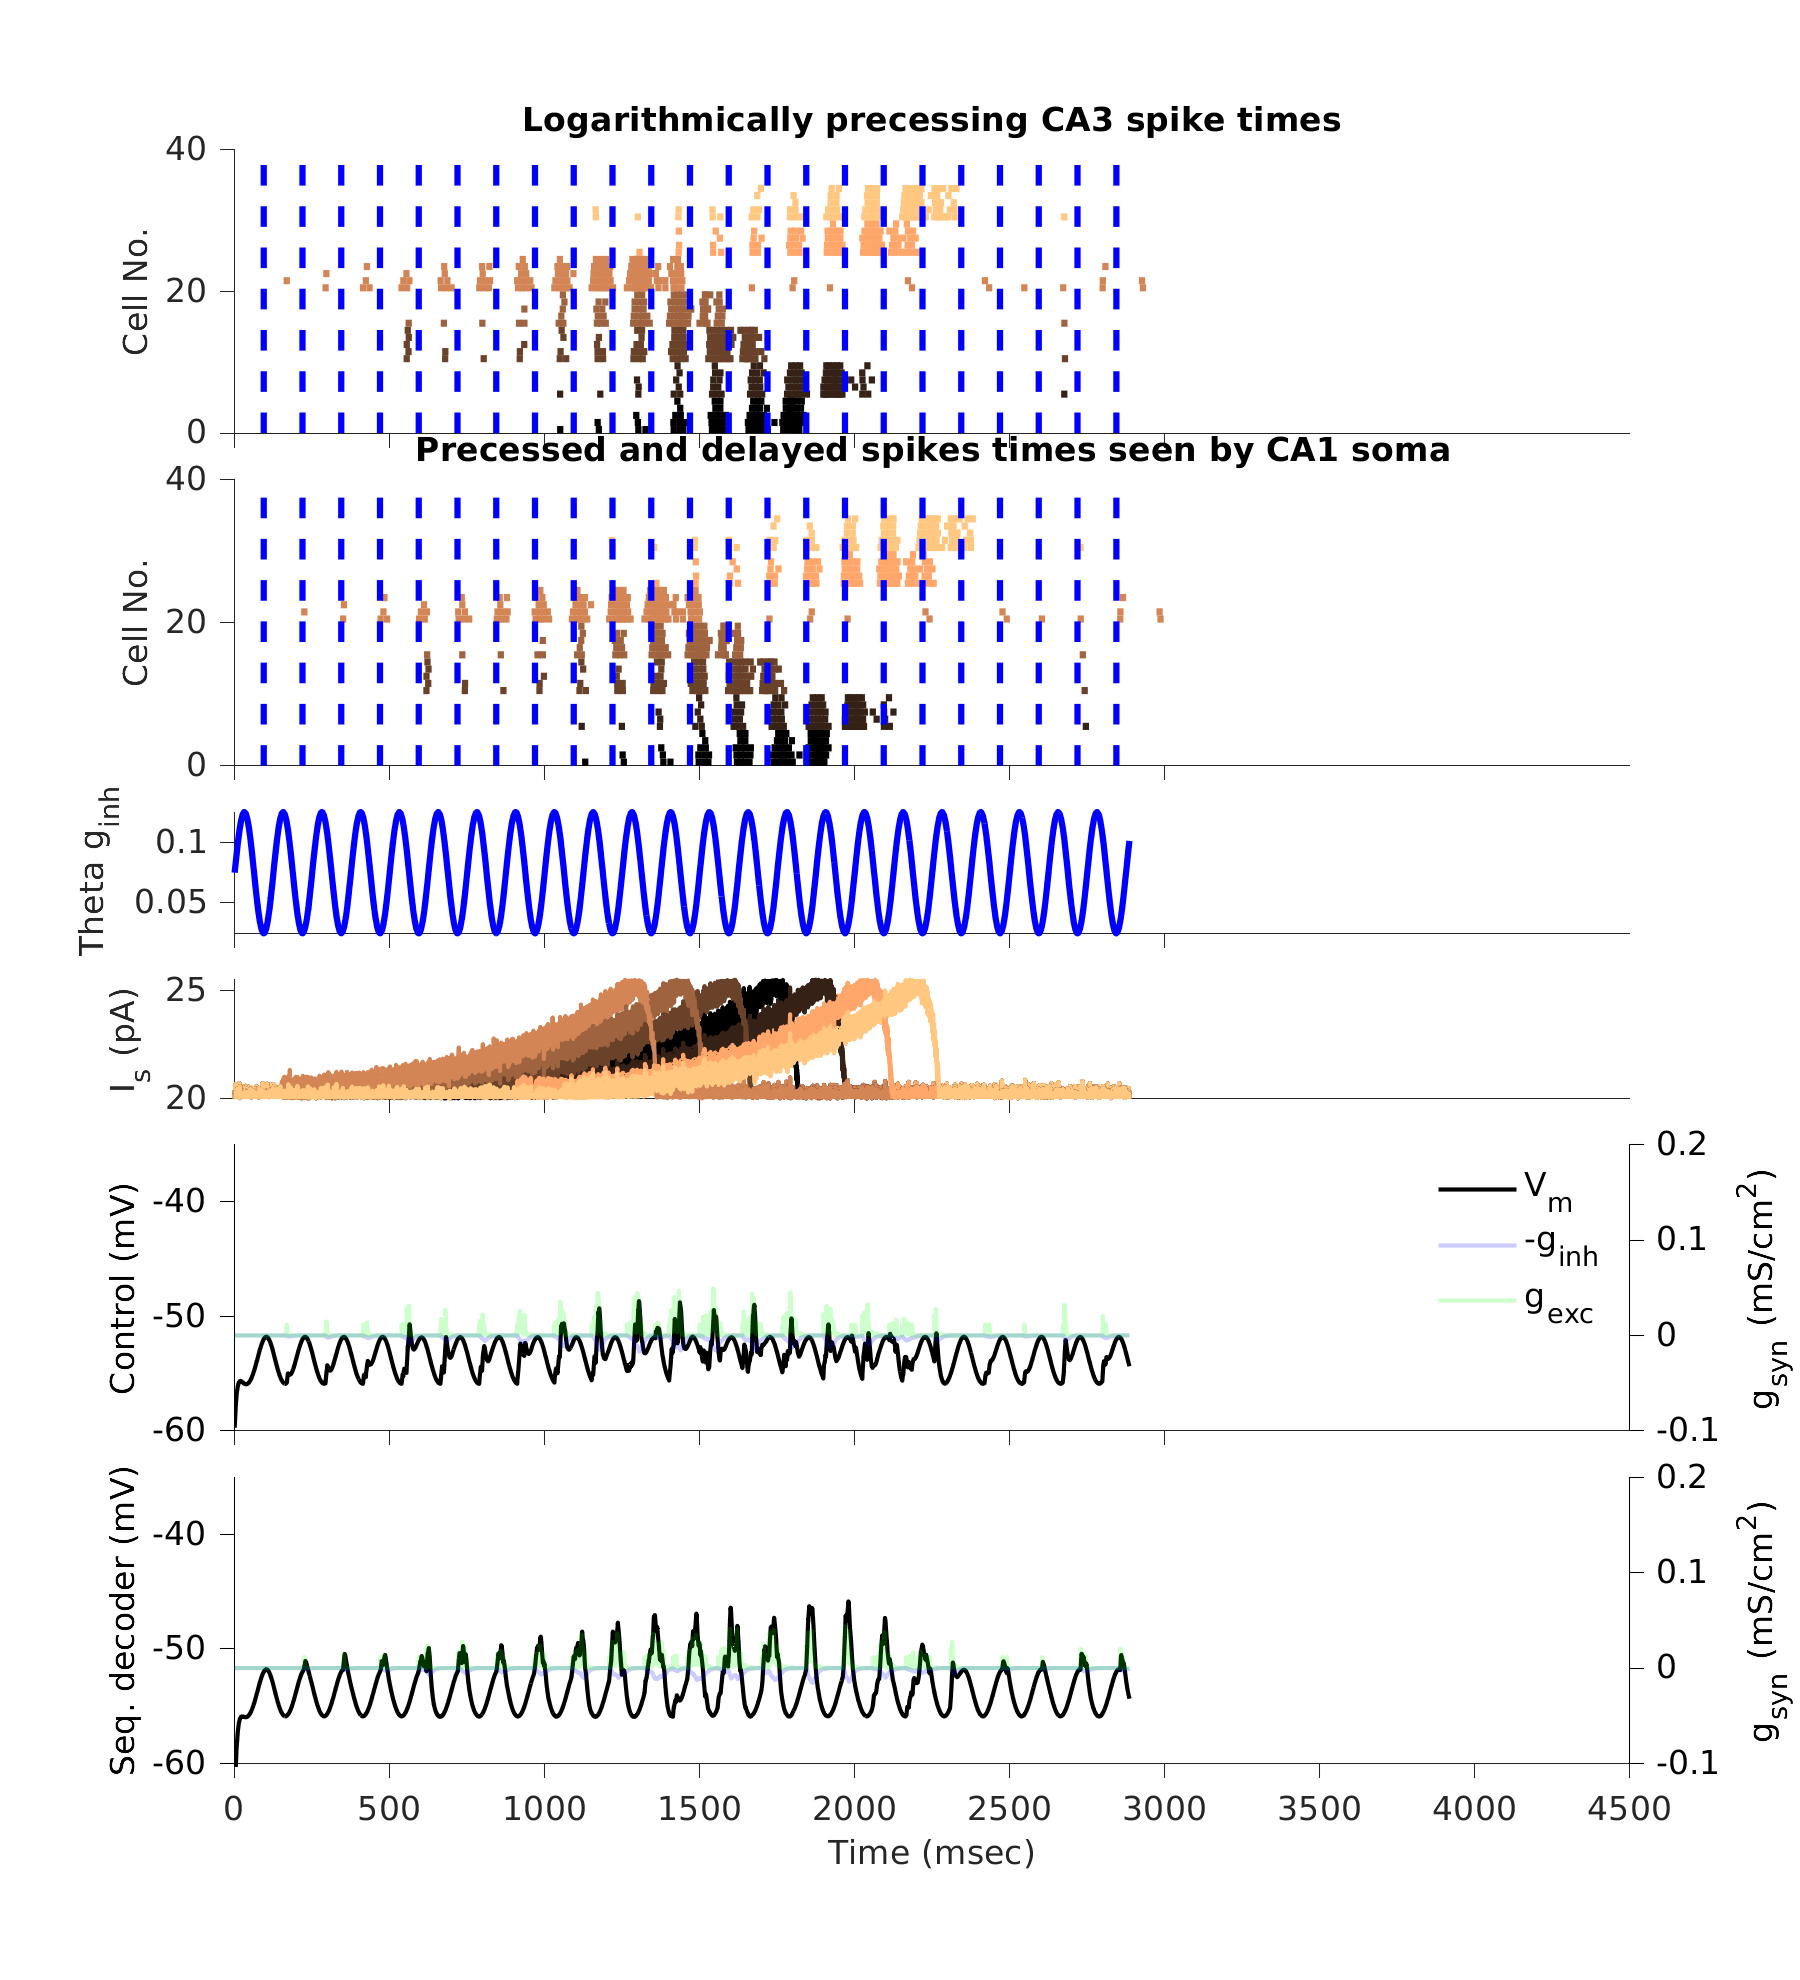 Logarithmically precessing CA3 spike times
40
20
0
Cell No.
Precessed and delayed spikes times seen by CA1 soma
40
20
0
Cell No.
0.1
0.05
Theta g_inh
25
20
I_s (pA)
-40
-50
-60
Control (mV)
V_m
-g_inh
g_exc
0.2
0.1
0
-0.1
g_syn (mS/cm^2)
-40
-50
-60
Seq. decoder (mV)
0.2
0.1
0
-0.1
g_syn (mS/cm^2)
0 500 1000 1500 2000 2500 3000 3500 4000 4500
Time (msec)